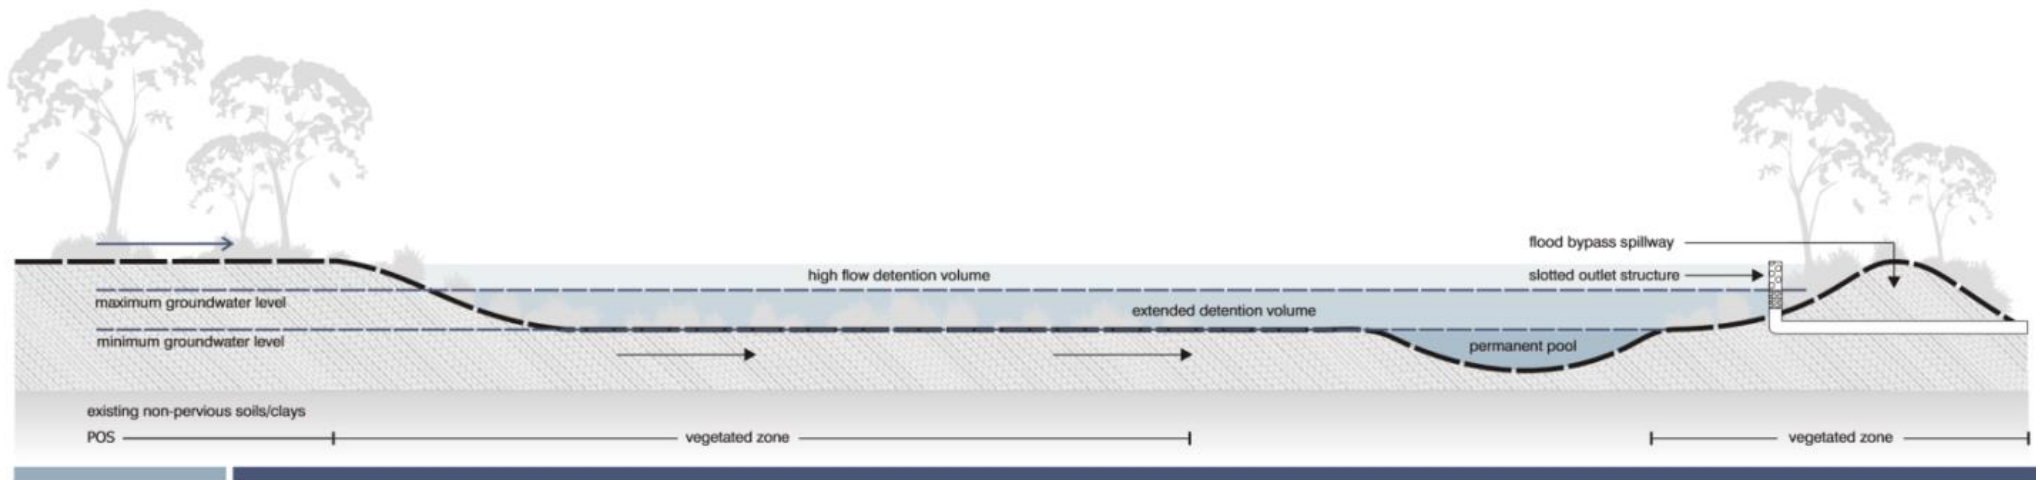 flood bypass spillway
high flow detention volume
slotted outlet structure
maximum groundwater level
extended detention volume
minimum groundwater level
permanent pool
existing non-pervious soils/clays
POS
vegetated zone
vegetated zone